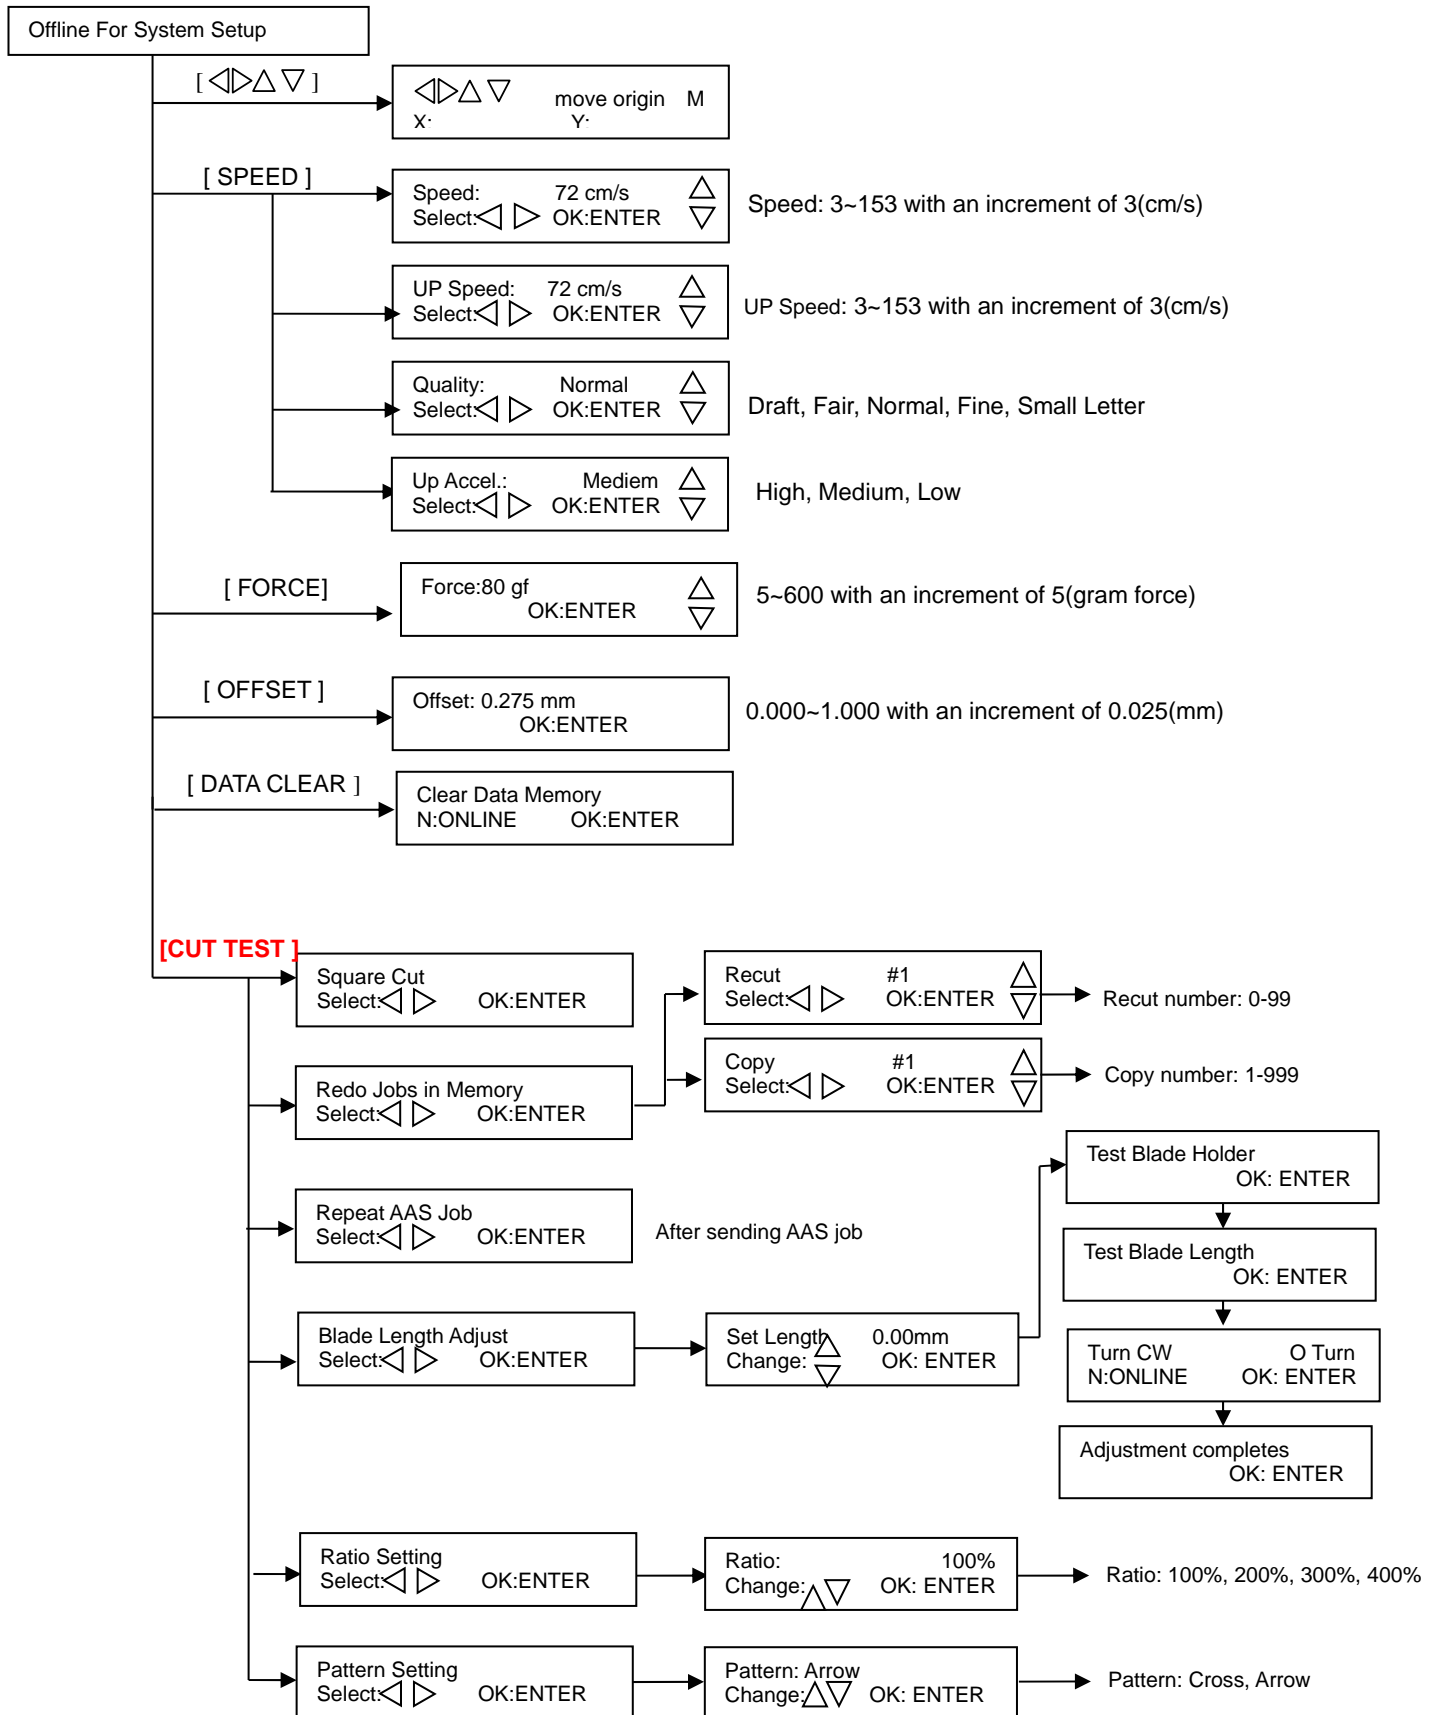 Offline For System Setup
[ ◁▷△▽ ]
◁▷△▽ move origin M
X: Y:
[ SPEED ]
Speed: 72 cm/s △
Select:◁ ▷ OK:ENTER ▽
Speed: 3~153 with an increment of 3(cm/s)
UP Speed: 72 cm/s △
Select:◁ ▷ OK:ENTER ▽
UP Speed: 3~153 with an increment of 3(cm/s)
Quality: Normal △
Select:◁ ▷ OK:ENTER ▽
Draft, Fair, Normal, Fine, Small Letter
Up Accel.: Mediem △
Select:◁ ▷ OK:ENTER ▽
High, Medium, Low
[ FORCE]
Force:80 gf △
OK:ENTER ▽
5~600 with an increment of 5(gram force)
[ OFFSET ]
Offset: 0.275 mm
OK:ENTER
0.000~1.000 with an increment of 0.025(mm)
[ DATA CLEAR ]
Clear Data Memory
N:ONLINE OK:ENTER
[CUT TEST ]
Square Cut
Select:◁ ▷ OK:ENTER
Redo Jobs in Memory
Select:◁ ▷ OK:ENTER
Recut #1 △
Select:◁ ▷ OK:ENTER ▽
Recut number: 0-99
Copy #1 △
Select:◁ ▷ OK:ENTER ▽
Copy number: 1-999
Repeat AAS Job
Select:◁ ▷ OK:ENTER
After sending AAS job
Blade Length Adjust
Select:◁ ▷ OK:ENTER
Set Length △ 0.00mm
Change: ▽ OK: ENTER
Test Blade Holder
OK: ENTER
Test Blade Length
OK: ENTER
Turn CW O Turn
N:ONLINE OK: ENTER
Adjustment completes
OK: ENTER
Ratio Setting
Select:◁ ▷ OK:ENTER
Ratio: 100%
Change:△▽ OK: ENTER
Ratio: 100%, 200%, 300%, 400%
Pattern Setting
Select:◁ ▷ OK:ENTER
Pattern: Arrow
Change:△▽ OK: ENTER
Pattern: Cross, Arrow